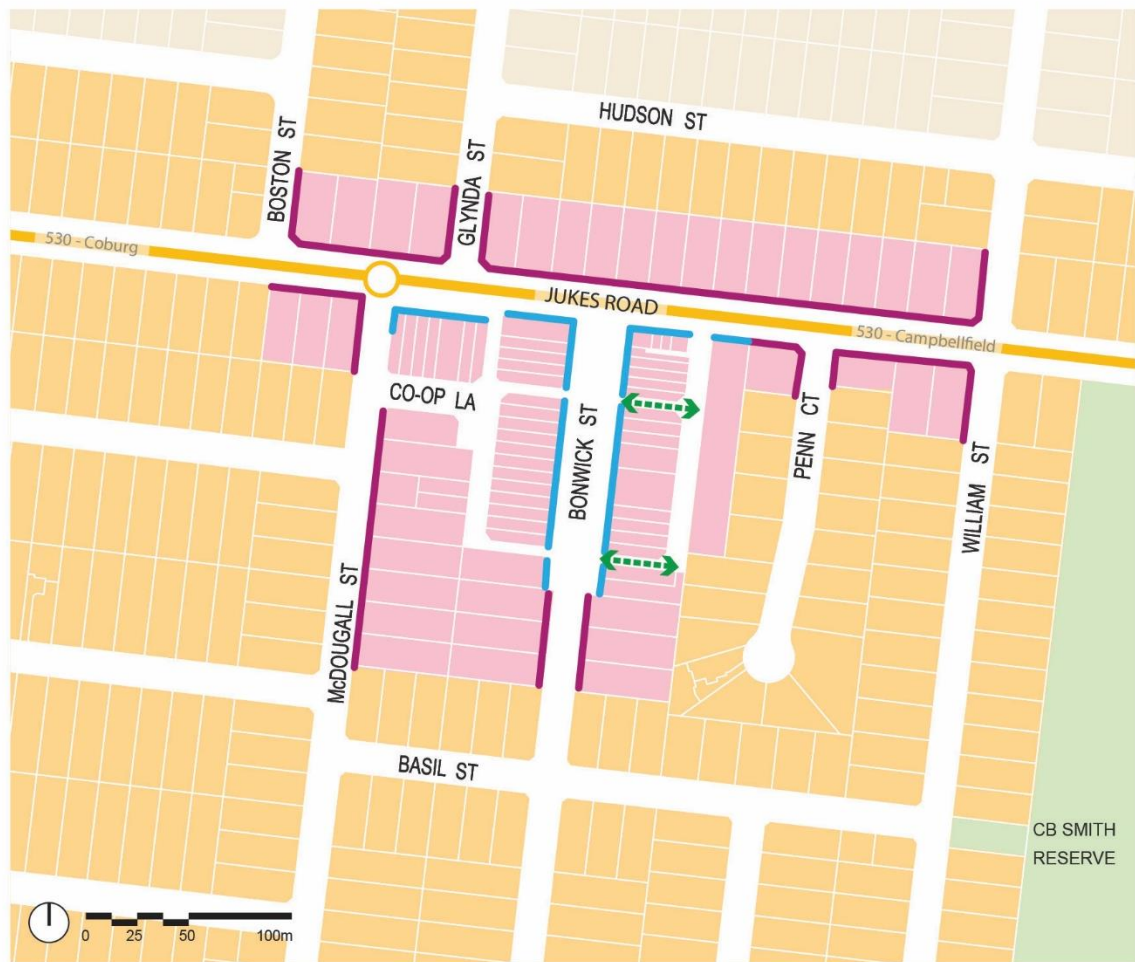 HUDSON ST
BOSTON ST
GLYNDA ST
530 - Coburg
JUKES ROAD
530 - Campbellfield
CO-OP LA
BONWICK ST
PENN CT
WILLIAM ST
McDOUGALL ST
BASIL ST
CB SMITH
RESERVE
0 25 50 100m